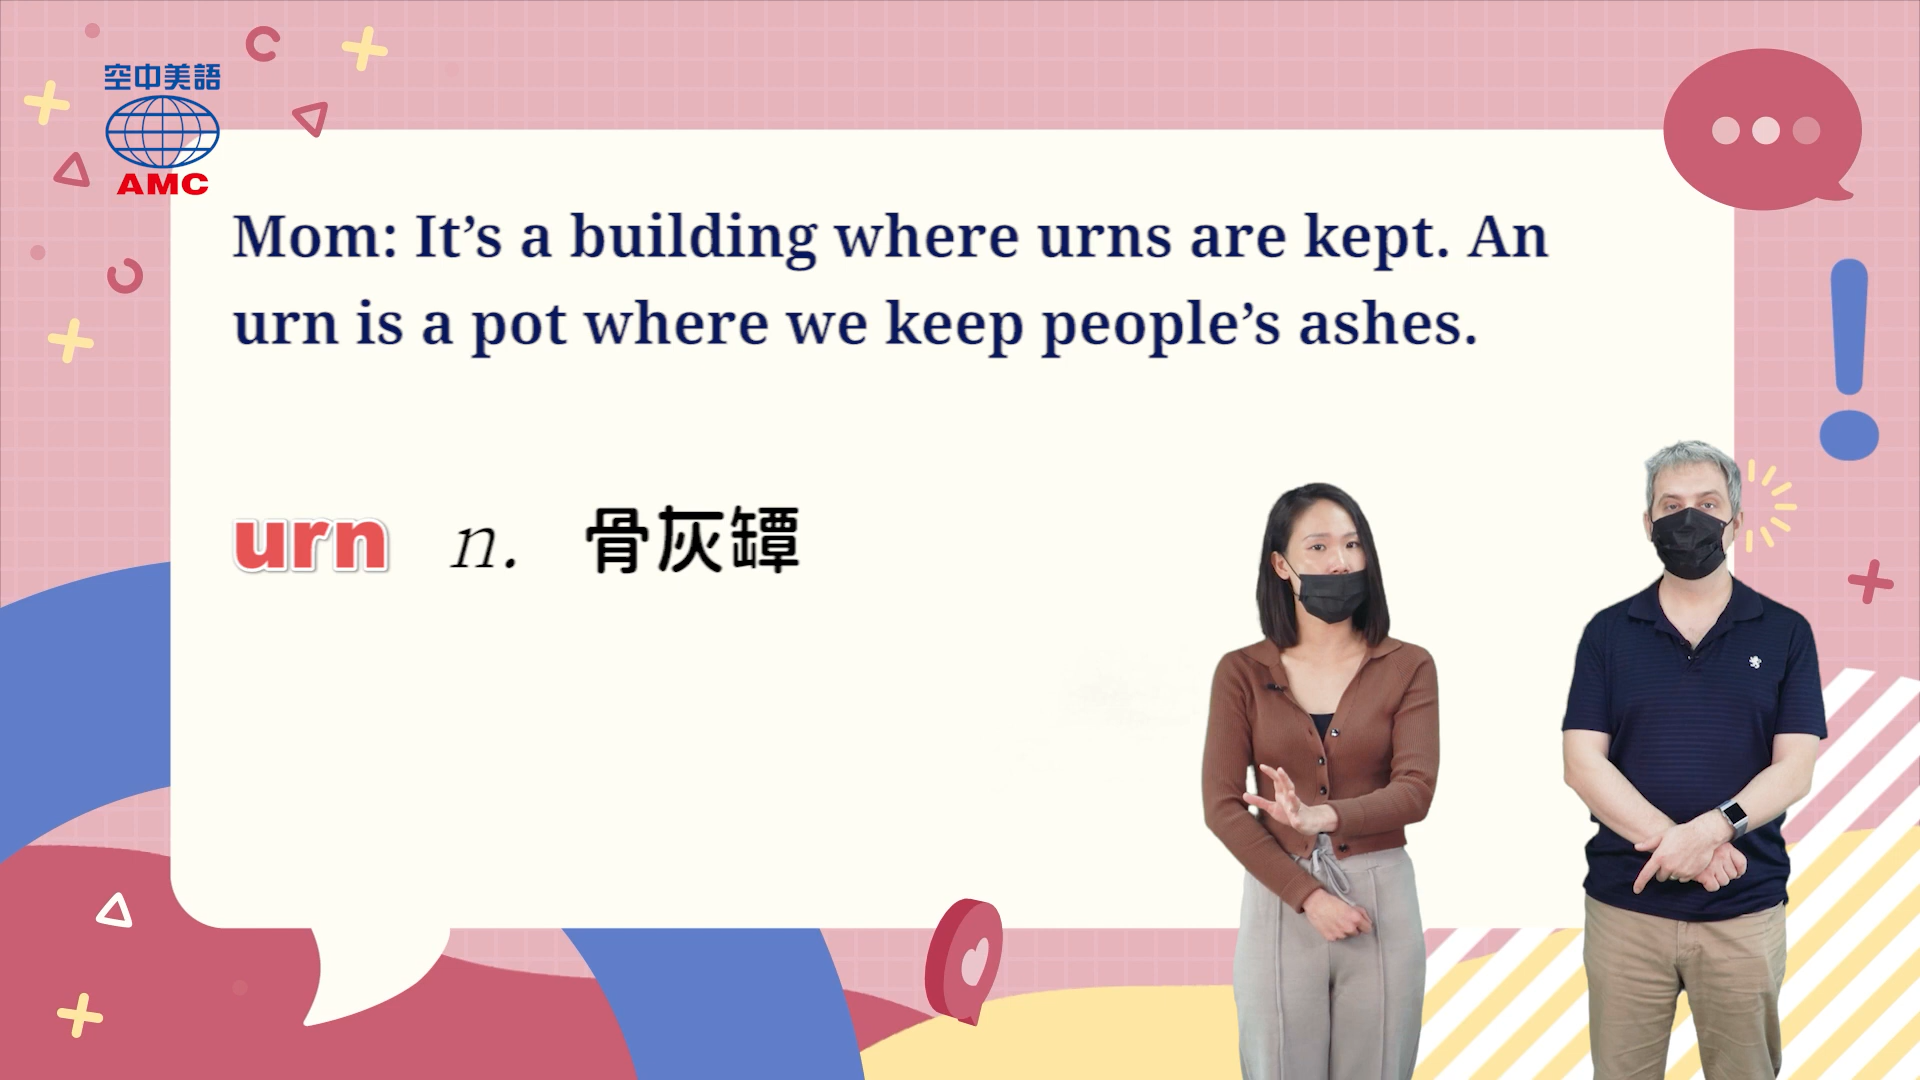 空中美語
AMC
Mom: It’s a building where urns are kept. An
urn is a pot where we keep people’s ashes.
urn n. 骨灰罈